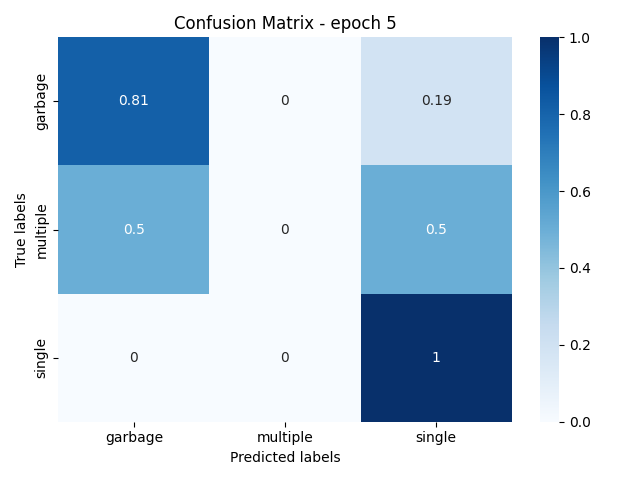 Confusion Matrix - epoch 5
True labels
garbage
multiple
single
0.81 0 0.19
0.5 0 0.5
0 0 1
garbage multiple single
Predicted labels
1.0
0.8
0.6
0.4
0.2
0.0